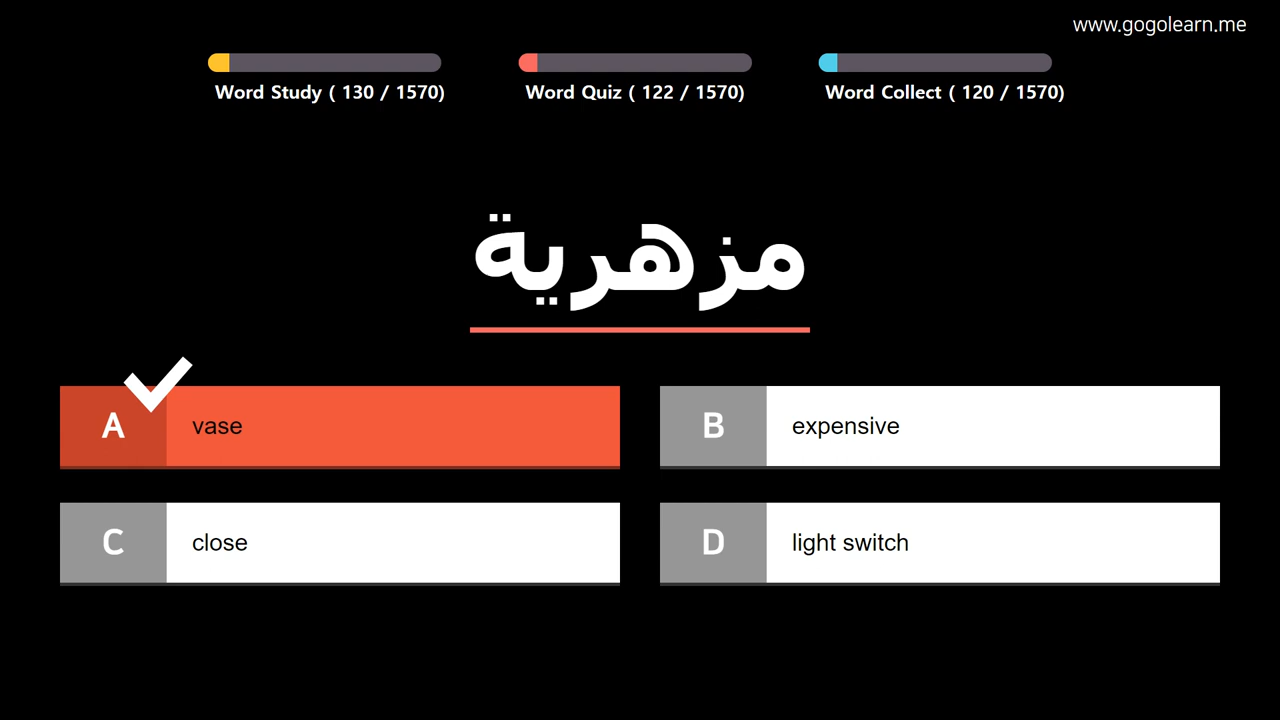 www.gogolearn.me
Word Study ( 130 / 1570)
Word Quiz ( 122 / 1570)
Word Collect ( 120 / 1570)
مزهرية
A vase
B expensive
C close
D light switch